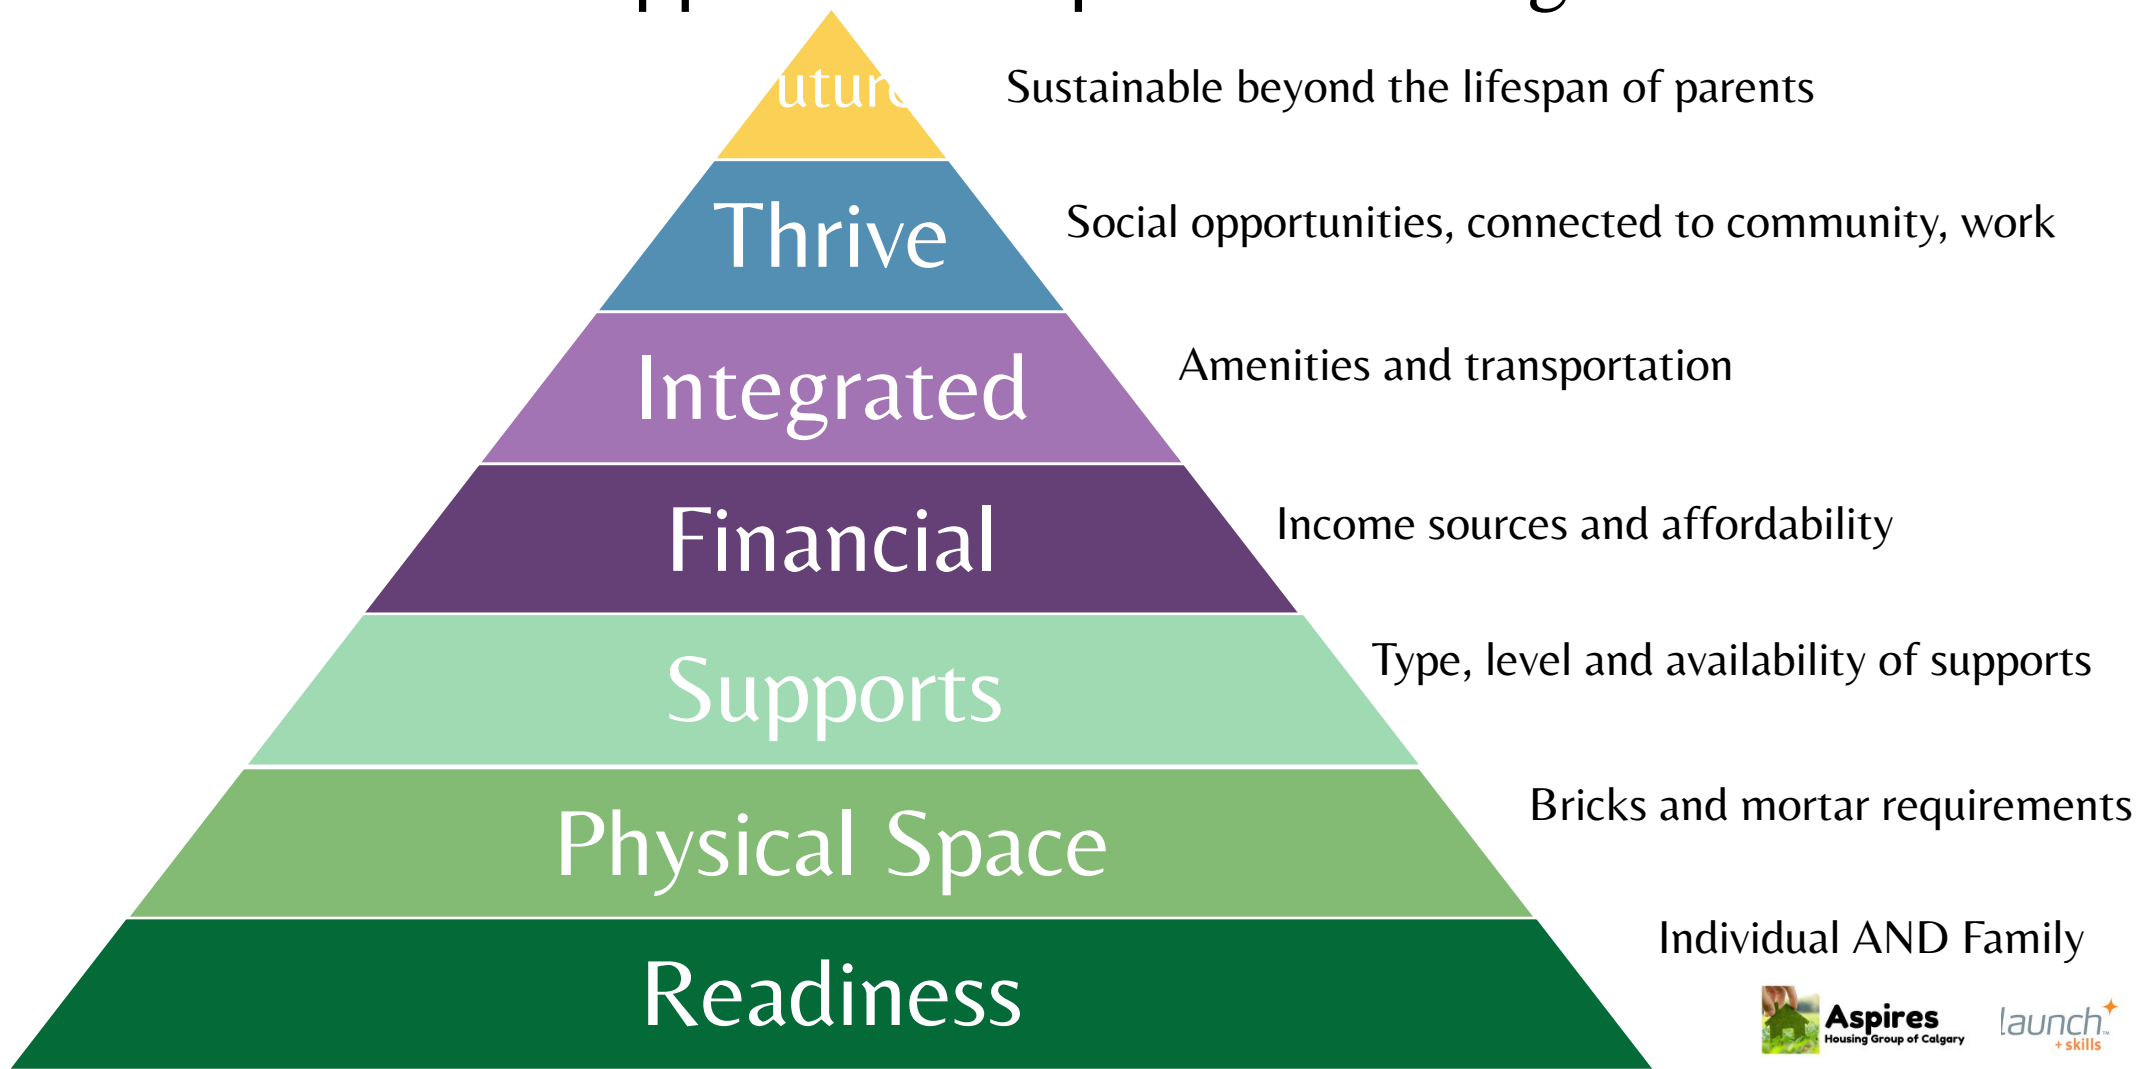 uture
Sustainable beyond the lifespan of parents
Thrive
Social opportunities, connected to community, work
Integrated
Amenities and transportation
Financial
Income sources and affordability
Supports
Type, level and availability of supports
Physical Space
Bricks and mortar requirements
Readiness
Individual AND Family
Aspires
Housing Group of Calgary
launch™
+ skills